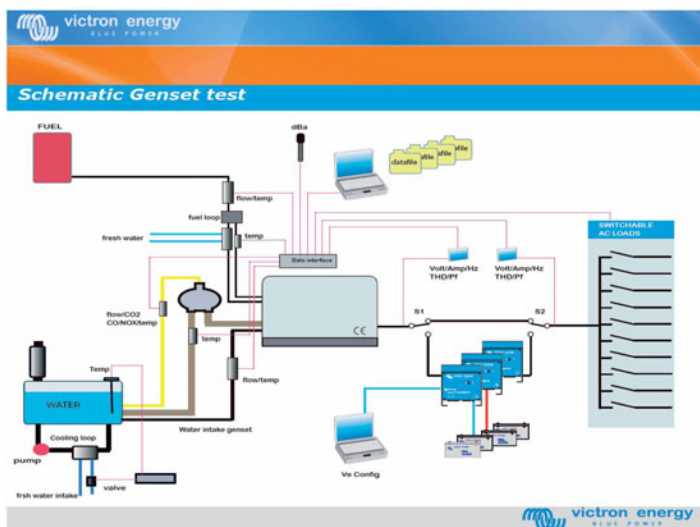 victron energy
BLUE POWER
Schematic Genset test
FUEL
dBa
datafile
flow/temp
fuel loop
fresh water
temp
Data interface
SWITCHABLE
AC LOADS
Volt/Amp/Hz
THD/Pf
Volt/Amp/Hz
THD/Pf
flow/CO2
CO/NOX/temp
S1
S2
CE
temp
Temp
flow/temp
WATER
Water intake genset
Cooling loop
pump
valve
frsh water intake
Ve Config
victron energy
BLUE POWER